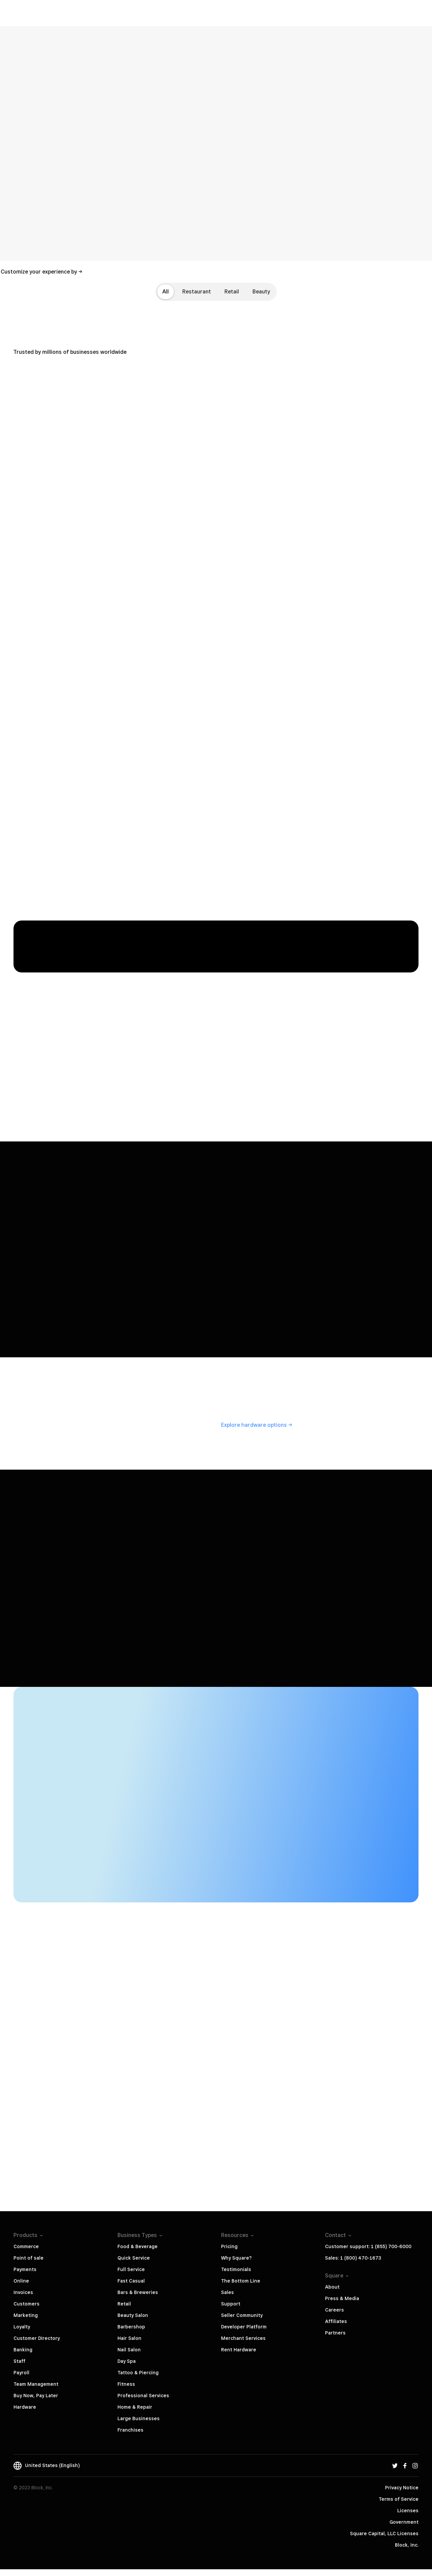 Customize your experience by →
All
Restaurant
Retail
Beauty
Trusted by millions of businesses worldwide
Explore hardware options →
Products
Commerce
Point of sale
Payments
Online
Invoices
Customers
Marketing
Loyalty
Customer Directory
Banking
Staff
Payroll
Team Management
Buy Now, Pay Later
Hardware
Business Types
Food & Beverage
Quick Service
Full Service
Fast Casual
Bars & Breweries
Retail
Beauty Salon
Barbershop
Hair Salon
Nail Salon
Day Spa
Tattoo & Piercing
Fitness
Professional Services
Home & Repair
Large Businesses
Franchises
Resources
Pricing
Why Square?
Testimonials
The Bottom Line
Sales
Support
Seller Community
Developer Platform
Merchant Services
Rent Hardware
Contact
Customer support: 1 (855) 700-6000
Sales: 1 (800) 470-1673
Square
About
Press & Media
Careers
Affiliates
Partners
United States (English)
© 2022 Block, Inc.
Privacy Notice
Terms of Service
Licenses
Government
Square Capital, LLC Licenses
Block, Inc.